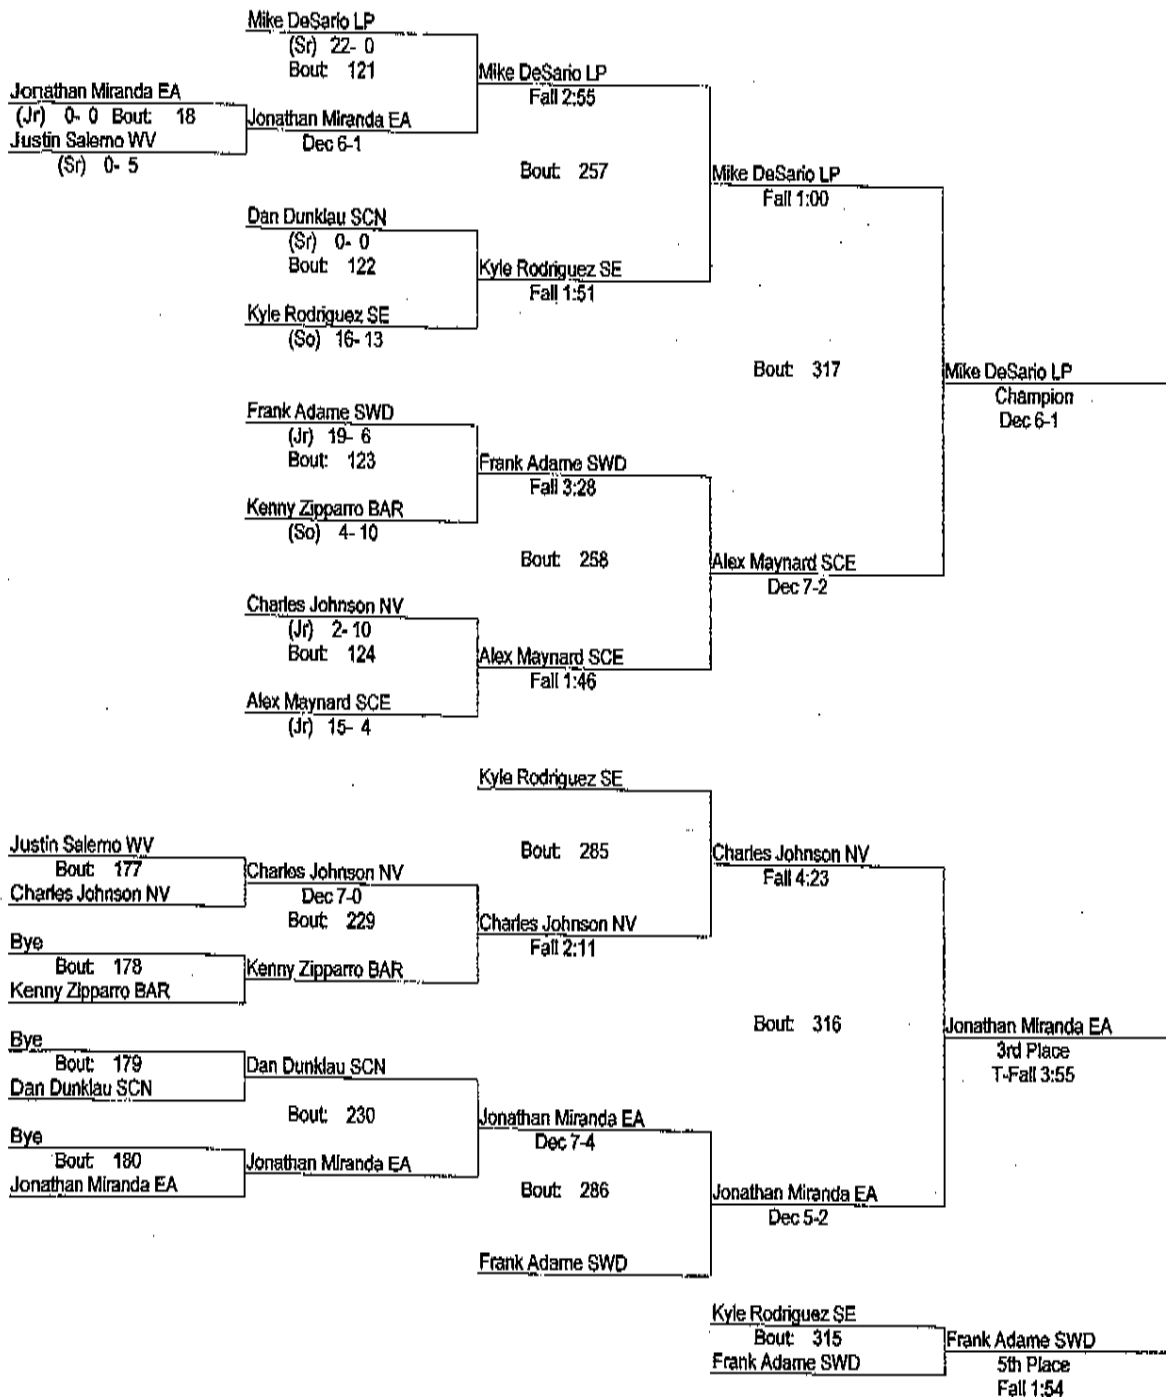 Mike DeSario LP
(Sr) 22- 0
Bout: 121
Mike DeSario LP
Fall 2:55
Jonathan Miranda EA
(Jr) 0- 0 Bout: 18
Jonathan Miranda EA
Dec 6-1
Justin Salerno WV
(Sr) 0- 5
Bout: 257
Mike DeSario LP
Fall 1:00
Dan Dunklau SCN
(Sr) 0- 0
Bout: 122
Kyle Rodriguez SE
Fall 1:51
Kyle Rodriguez SE
(So) 16- 13
Bout: 317
Mike DeSario LP
Champion
Dec 6-1
Frank Adame SWD
(Jr) 19- 6
Bout: 123
Frank Adame SWD
Fall 3:28
Kenny Zipparro BAR
(So) 4- 10
Bout: 258
Alex Maynard SCE
Dec 7-2
Charles Johnson NV
(Jr) 2- 10
Bout: 124
Alex Maynard SCE
Fall 1:46
Alex Maynard SCE
(Jr) 15- 4
Kyle Rodriguez SE
Bout: 285
Charles Johnson NV
Fall 4:23
Justin Salerno WV
Bout: 177
Charles Johnson NV
Charles Johnson NV
Dec 7-0
Bout: 229
Charles Johnson NV
Fall 2:11
Bye
Bout: 178
Kenny Zipparro BAR
Kenny Zipparro BAR
Bout: 316
Jonathan Miranda EA
3rd Place
T-Fall 3:55
Bye
Bout: 179
Dan Dunklau SCN
Dan Dunklau SCN
Bout: 230
Jonathan Miranda EA
Dec 7-4
Bye
Bout: 180
Jonathan Miranda EA
Jonathan Miranda EA
Bout: 286
Jonathan Miranda EA
Dec 5-2
Frank Adame SWD
Kyle Rodriguez SE
Bout: 315
Frank Adame SWD
Frank Adame SWD
5th Place
Fall 1:54